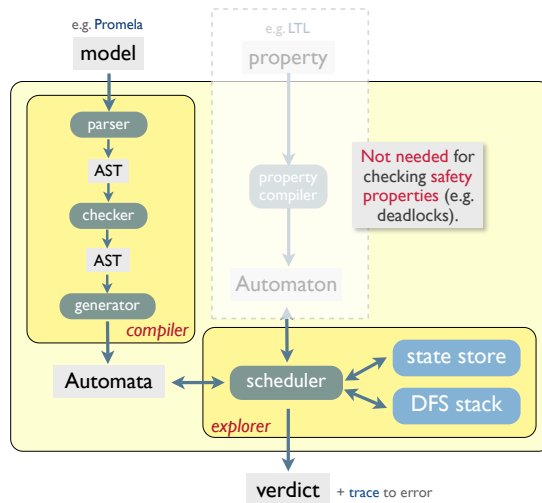 e.g. Promela
model
e.g. LTL
property
parser
AST
checker
AST
generator
compiler
property
compiler
Automaton
Not needed for
checking safety
properties (e.g.
deadlocks).
Automata
scheduler
state store
DFS stack
explorer
verdict + trace to error